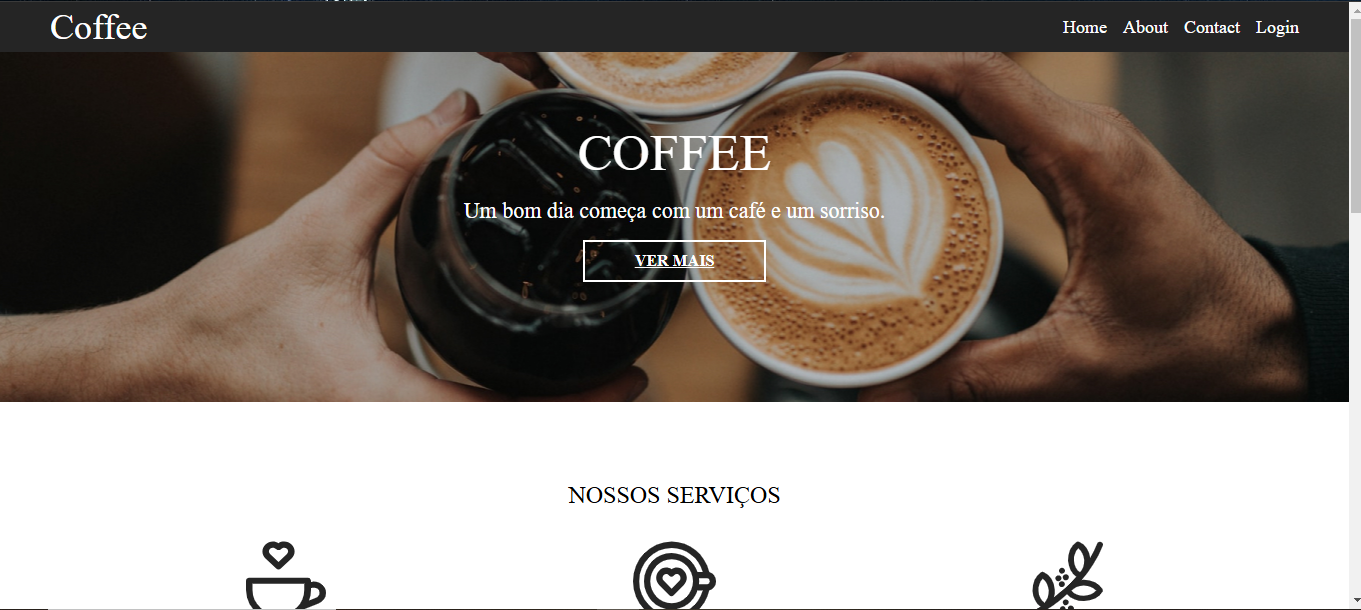 Coffee
Home About Contact Login
COFFEE
Um bom dia começa com um café e um sorriso.
VER MAIS
NOSSOS SERVIÇOS